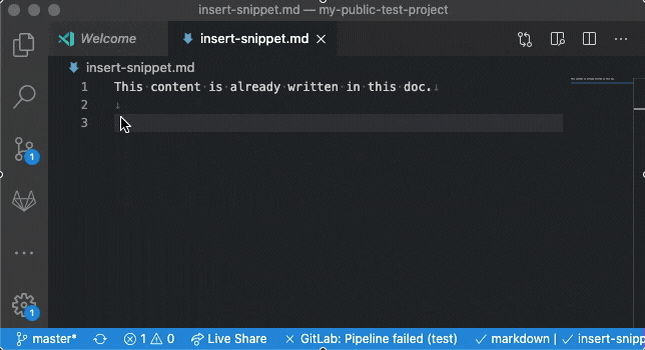 insert-snippet.md — my-public-test-project
Welcome
insert-snippet.md
insert-snippet.md
1 This content is already written in this doc.
2
3
1
1
master* 1 0 Live Share GitLab: Pipeline failed (test) markdown | insert-snipp